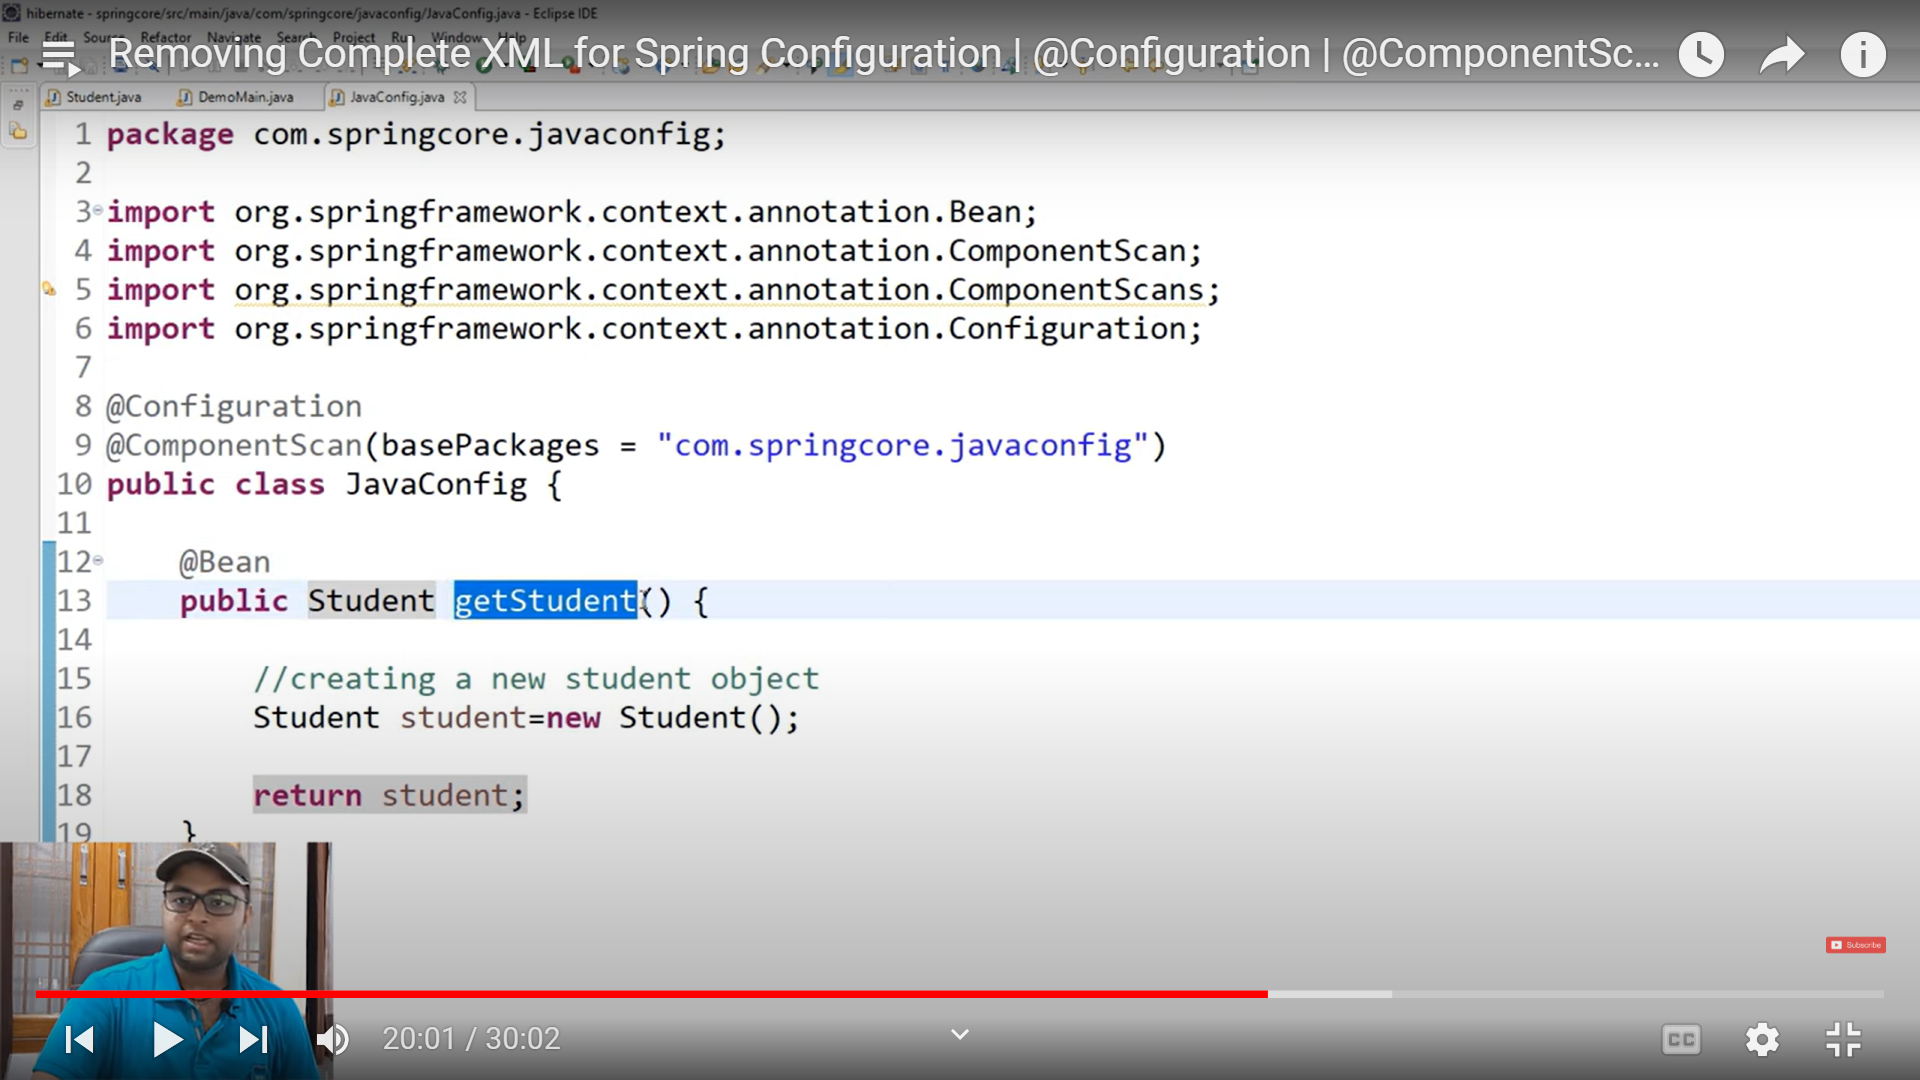 hibernate - springcore/src/main/java/com/springcore/javaconfig/JavaConfig.java - Eclipse IDE
File Edit Source Refactor Navigate Search Project Run Window Help
Removing Complete XML for Spring Configuration | @Configuration | @ComponentSc...
Student.java DemoMain.java JavaConfig.java
1 package com.springcore.javaconfig;
2
3 import org.springframework.context.annotation.Bean;
4 import org.springframework.context.annotation.ComponentScan;
5 import org.springframework.context.annotation.ComponentScans;
6 import org.springframework.context.annotation.Configuration;
7
8 @Configuration
9 @ComponentScan(basePackages = "com.springcore.javaconfig")
10 public class JavaConfig {
11
12 @Bean
13 public Student getStudent() {
14
15 //creating a new student object
16 Student student=new Student();
17
18 return student;
19 }
Subscribe
20:01 / 30:02
CC